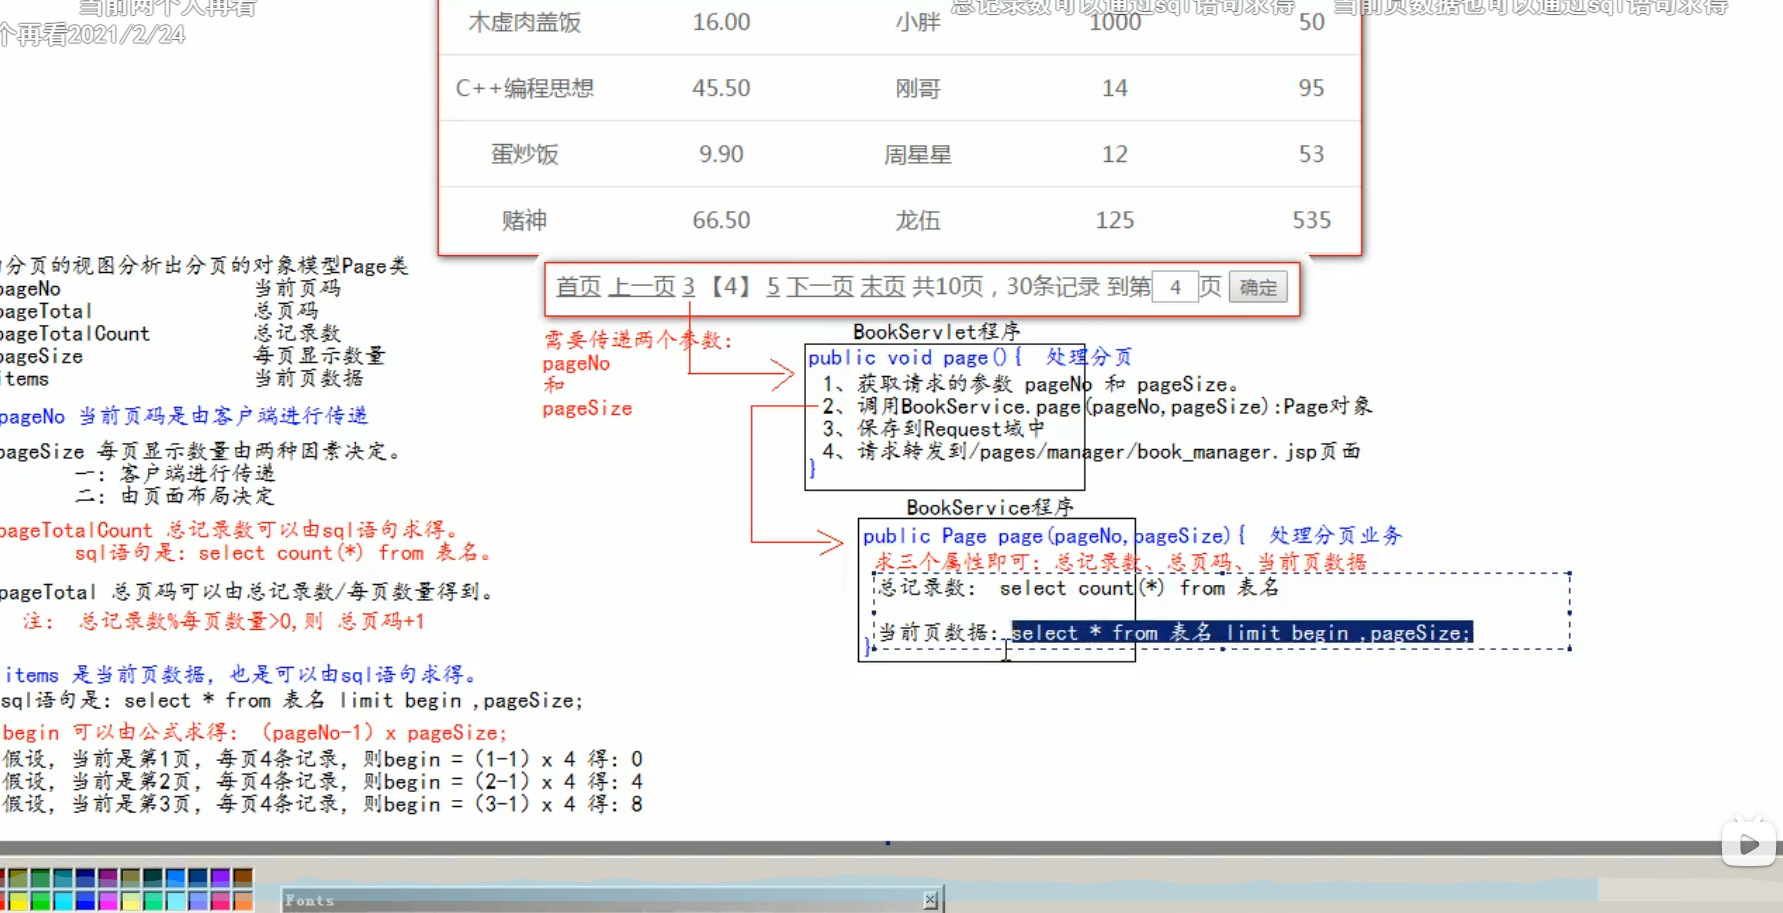 当前两个人再看
个再看2021/2/24
总记录数可以通过sql语句求得
当前页数据也可以通过sql语句求得
木虚肉盖饭 16.00 小胖 1000 50
C++编程思想 45.50 刚哥 14 95
蛋炒饭 9.90 周星星 12 53
赌神 66.50 龙伍 125 535
首页 上一页 3 【4】 5 下一页 末页 共10页，30条记录 到第 4 页 确定
分页的视图分析出分页的对象模型Page类
pageNo 当前页码
pageTotal 总页码
pageTotalCount 总记录数
pageSize 每页显示数量
items 当前页数据
pageNo 当前页码是由客户端进行传递
pageSize 每页显示数量由两种因素决定。
一：客户端进行传递
二：由页面布局决定
pageTotalCount 总记录数可以由sql语句求得。
sql语句是：select count(*) from 表名。
pageTotal 总页码可以由总记录数/每页数量得到。
注： 总记录数%每页数量>0,则 总页码+1
items 是当前页数据，也是可以由sql语句求得。
sql语句是：select * from 表名 limit begin ,pageSize;
begin 可以由公式求得：（pageNo-1）x pageSize;
假设，当前是第1页，每页4条记录，则begin =（1-1）x 4 得：0
假设，当前是第2页，每页4条记录，则begin =（2-1）x 4 得：4
假设，当前是第3页，每页4条记录，则begin =（3-1）x 4 得：8
需要传递两个参数：
pageNo
和
pageSize
BookServlet程序
public void page(){ 处理分页
1、获取请求的参数 pageNo 和 pageSize。
2、调用BookService.page(pageNo,pageSize):Page对象
3、保存到Request域中
4、请求转发到/pages/manager/book_manager.jsp页面
}
BookService程序
public Page page(pageNo,pageSize){ 处理分页业务
求三个属性即可：总记录数、总页码、当前页数据
总记录数： select count(*) from 表名
当前页数据：select * from 表名 limit begin ,pageSize;
}
Fonts